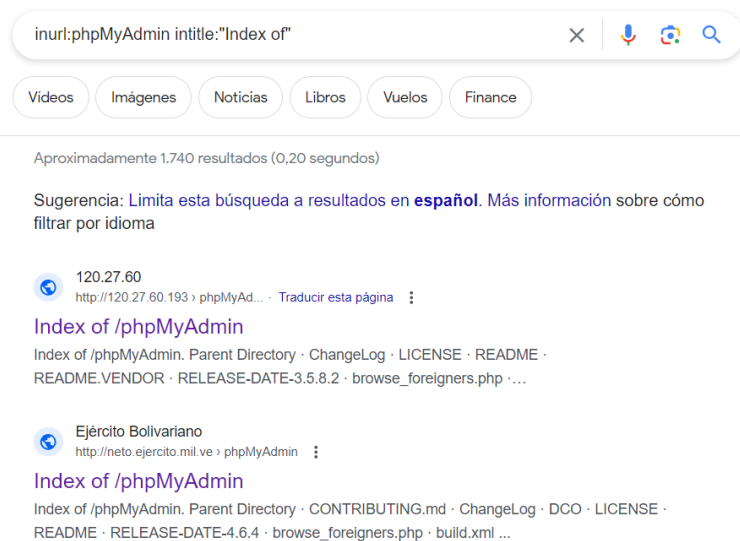 inurl:phpMyAdmin intitle:"Index of"
Videos Imágenes Noticias Libros Vuelos Finance
Aproximadamente 1.740 resultados (0,20 segundos)
Sugerencia: Limita esta búsqueda a resultados en español. Más información sobre cómo
filtrar por idioma
120.27.60
http://120.27.60.193 › phpMyAd... · Traducir esta página
Index of /phpMyAdmin
Index of /phpMyAdmin. Parent Directory · ChangeLog · LICENSE · README ·
README.VENDOR · RELEASE-DATE-3.5.8.2 · browse_foreigners.php ·...
Ejército Bolivariano
http://neto.ejercito.mil.ve › phpMyAdmin
Index of /phpMyAdmin
Index of /phpMyAdmin. Parent Directory · CONTRIBUTING.md · ChangeLog · DCO · LICENSE ·
README · RELEASE-DATE-4.6.4 · browse_foreigners.php · build.xml ...